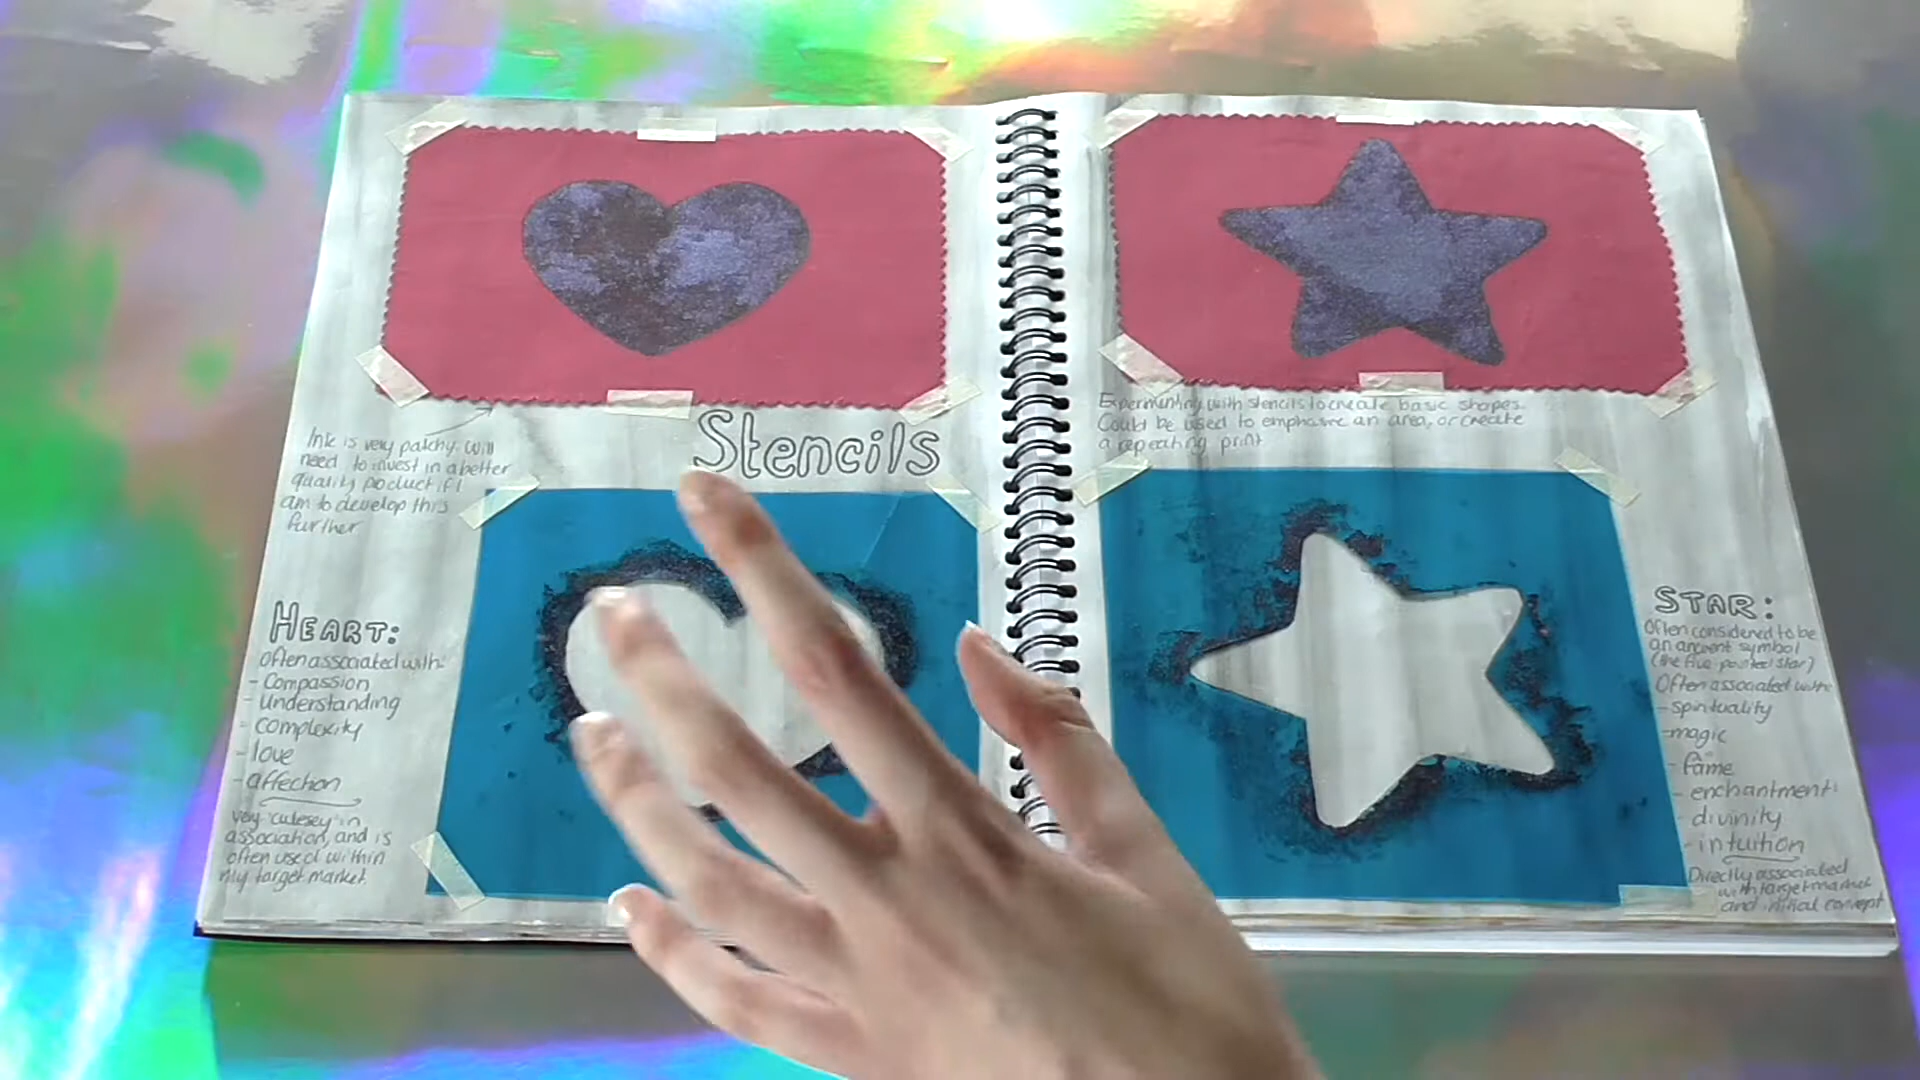 Ink is very patchy. Will
need to invest in a better
quality product if I
am to develop this
further
Stencils
HEART:
Often associated with:
- Compassion
- Understanding
- complexity
- love
- affection
Very 'cutesey' in
association, and is
often used within
my target market.
Experimenting with stencils to create basic shapes.
Could be used to emphasise an area, or create
a repeating print
STAR:
Often considered to be
an ancient symbol
(the five-pointed star)
Often associated with:
- spirituality
- magic
- fame
- enchantment
- divinity
- intuition
Directly associated
with target market
and initial concept